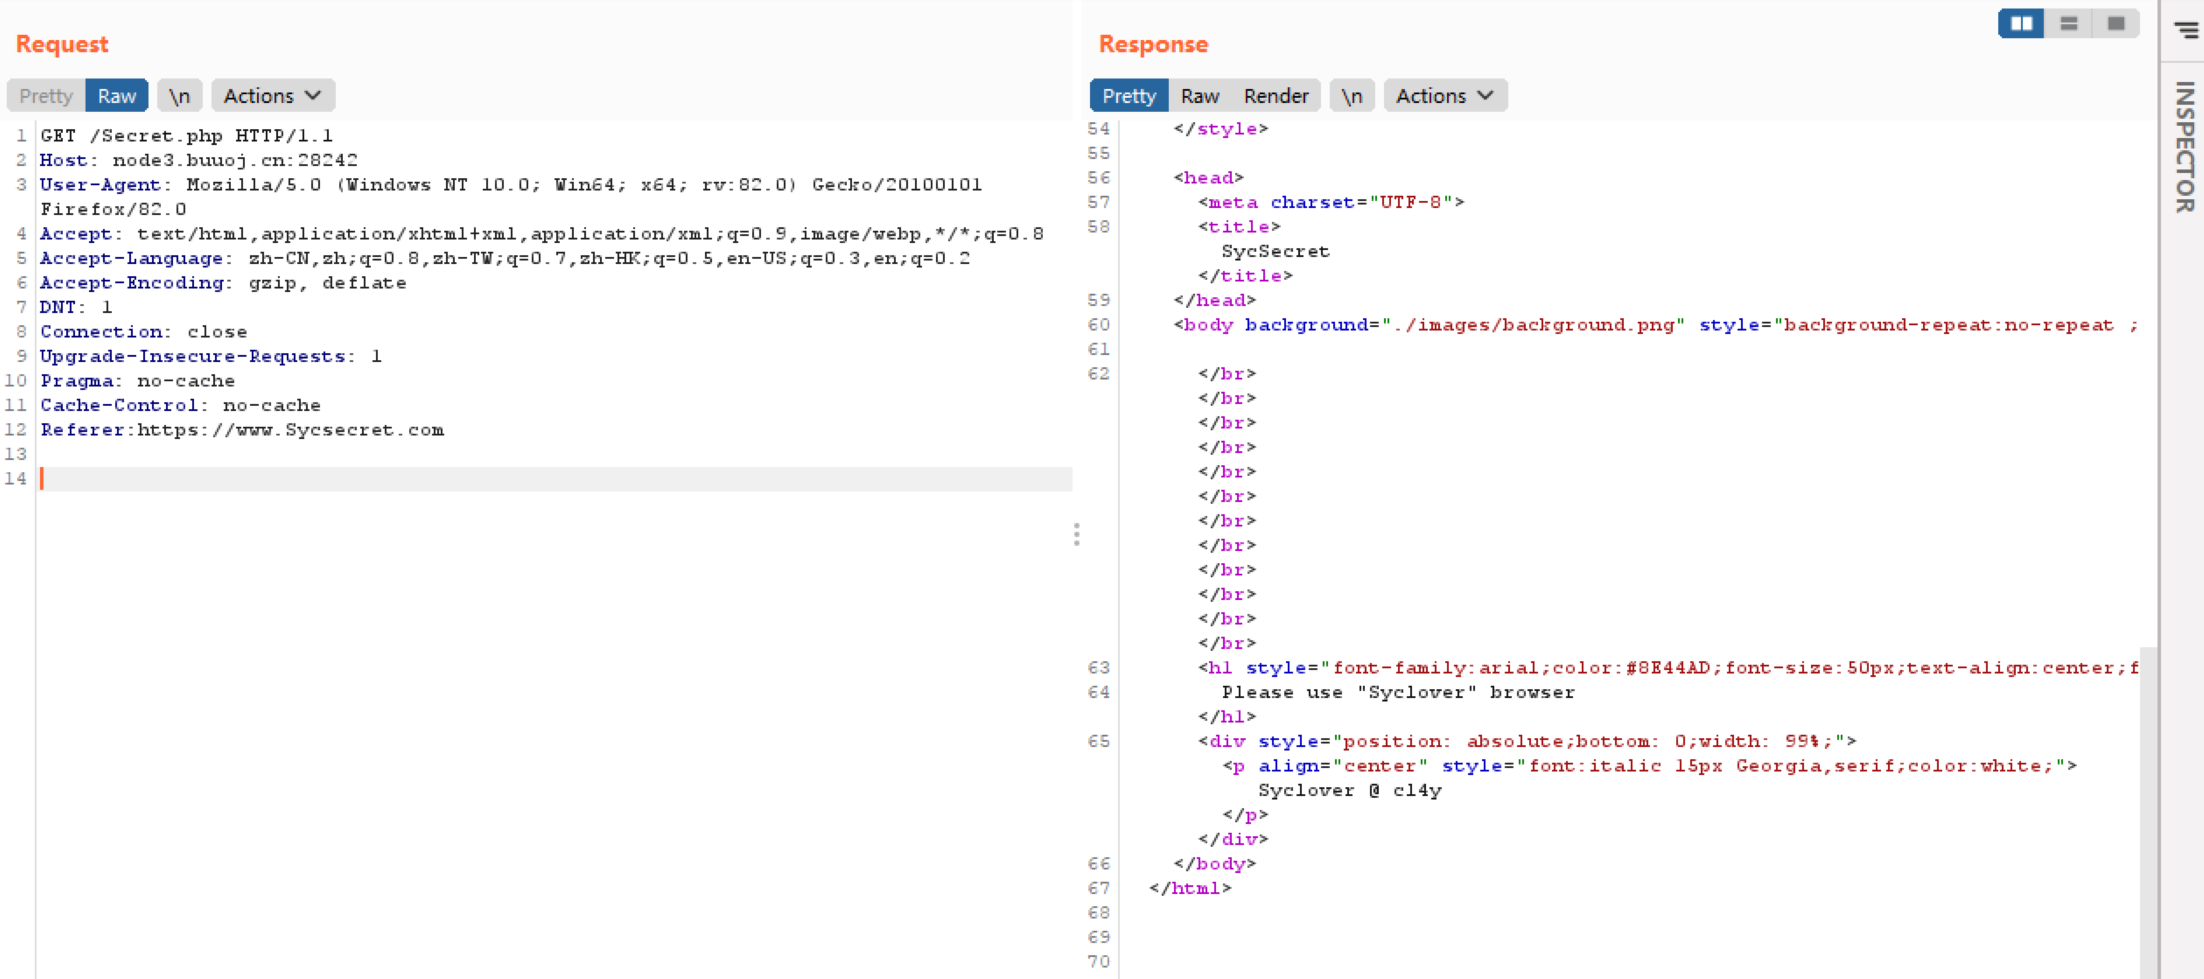 Request
Pretty Raw \n Actions
1 GET /Secret.php HTTP/1.1
2 Host: node3.buuoj.cn:28242
3 User-Agent: Mozilla/5.0 (Windows NT 10.0; Win64; x64; rv:82.0) Gecko/20100101
Firefox/82.0
4 Accept: text/html,application/xhtml+xml,application/xml;q=0.9,image/webp,*/*;q=0.8
5 Accept-Language: zh-CN,zh;q=0.8,zh-TW;q=0.7,zh-HK;q=0.5,en-US;q=0.3,en;q=0.2
6 Accept-Encoding: gzip, deflate
7 DNT: 1
8 Connection: close
9 Upgrade-Insecure-Requests: 1
10 Pragma: no-cache
11 Cache-Control: no-cache
12 Referer:https://www.Sycsecret.com
13
14
Response
Pretty Raw Render \n Actions
54 </style>
55
56 <head>
57 <meta charset="UTF-8">
58 <title>
SycSecret
</title>
59 </head>
60 <body background="./images/background.png" style="background-repeat:no-repeat ;
61
62 </br>
</br>
</br>
</br>
</br>
</br>
</br>
</br>
</br>
</br>
</br>
</br>
63 <h1 style="font-family:arial;color:#8E44AD;font-size:50px;text-align:center;f
64 Please use "Syclover" browser
</h1>
65 <div style="position: absolute;bottom: 0;width: 99%;">
<p align="center" style="font:italic 15px Georgia,serif;color:white;">
Syclover @ cl4y
</p>
</div>
66 </body>
67 </html>
68
69
70
INSPECTOR